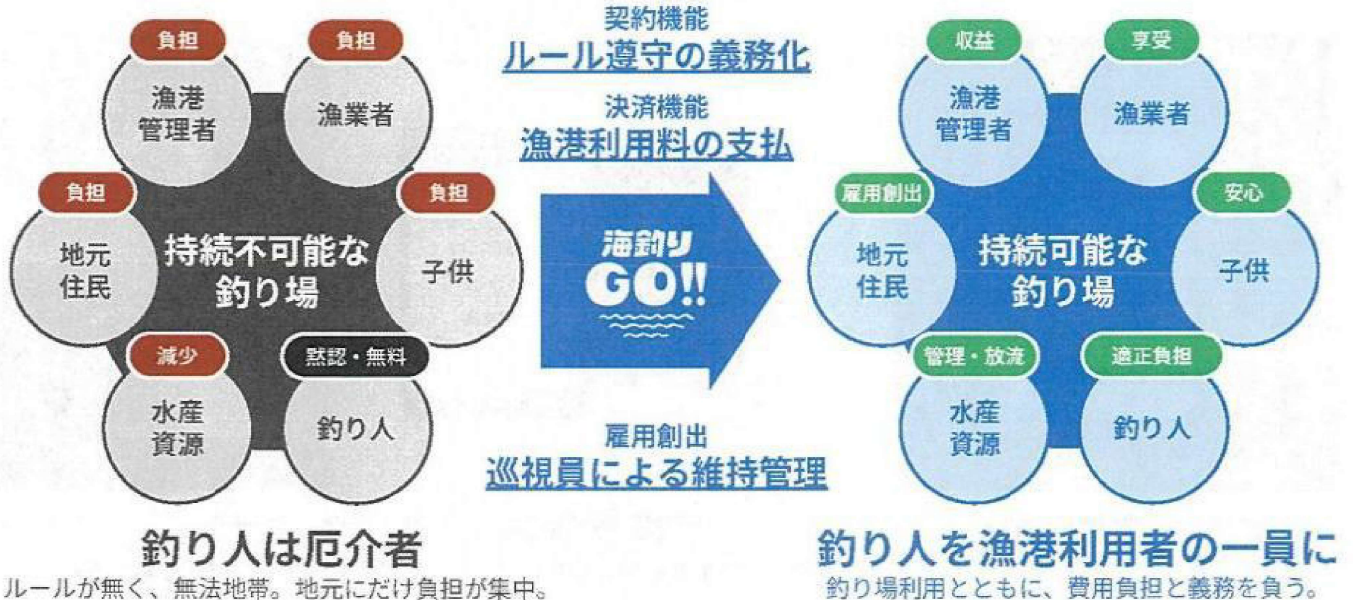 負担
負担
漁港
管理者
漁業者
負担
負担
地元
住民
持続不可能な
釣り場
子供
減少
黙認・無料
水産
資源
釣り人
釣り人は厄介者
ルールが無く、無法地帯。地元にだけ負担が集中。
契約機能
ルール遵守の義務化
決済機能
漁港利用料の支払
海釣り
GO!!
雇用創出
巡視員による維持管理
収益
享受
漁港
管理者
漁業者
雇用創出
安心
地元
住民
持続可能な
釣り場
子供
管理・放流
適正負担
水産
資源
釣り人
釣り人を漁港利用者の一員に
釣り場利用とともに、費用負担と義務を負う。